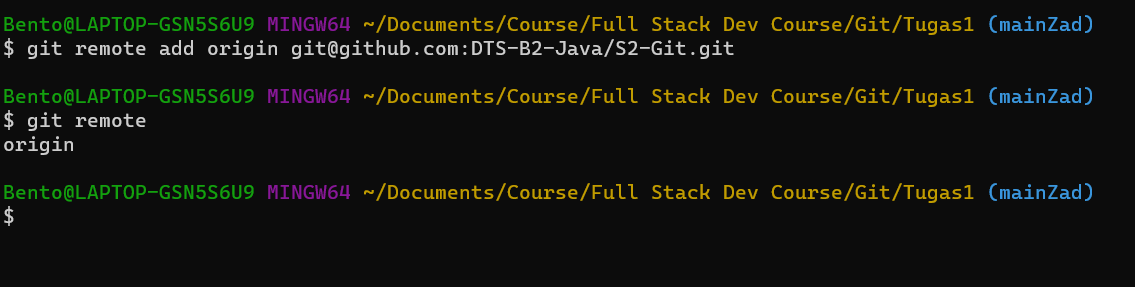 Bento@LAPTOP-GSN5S6U9 MINGW64 ~/Documents/Course/Full Stack Dev Course/Git/Tugas1 (mainZad)
$ git remote add origin git@github.com:DTS-B2-Java/S2-Git.git
Bento@LAPTOP-GSN5S6U9 MINGW64 ~/Documents/Course/Full Stack Dev Course/Git/Tugas1 (mainZad)
$ git remote
origin
Bento@LAPTOP-GSN5S6U9 MINGW64 ~/Documents/Course/Full Stack Dev Course/Git/Tugas1 (mainZad)
$